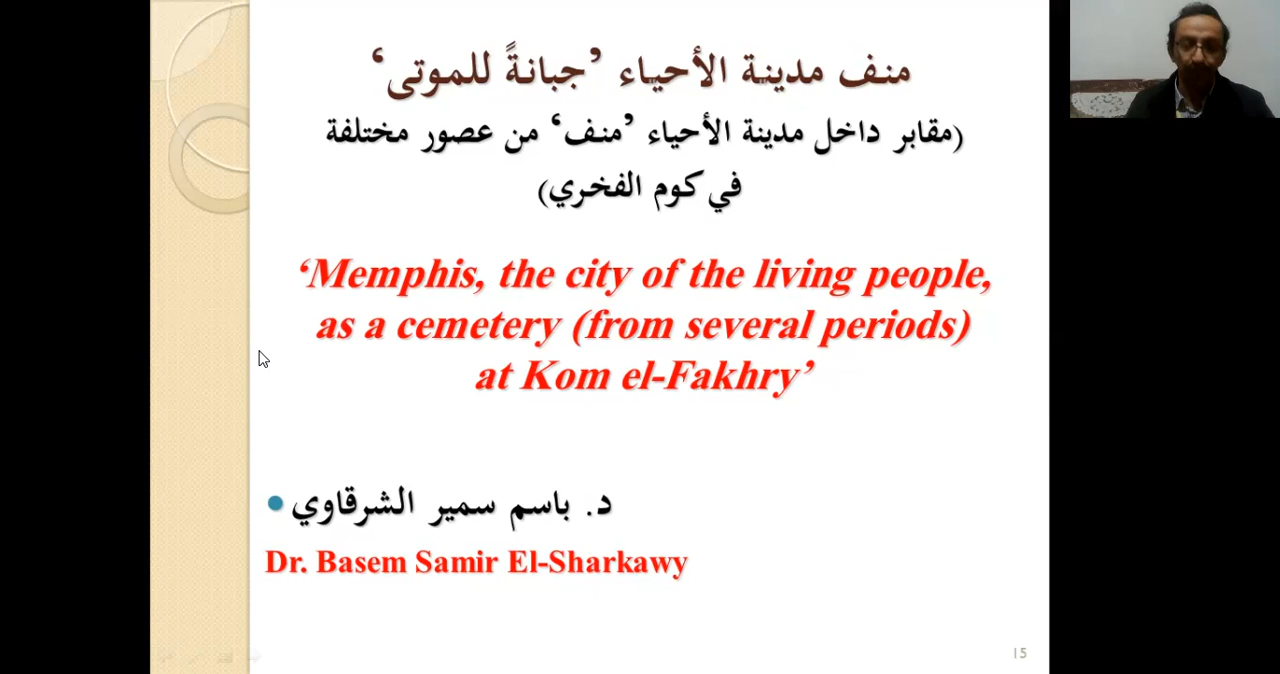 منف مدينة الأحياء ’جبانةً للموتى‘
(مقابر داخل مدينة الأحياء ’منف‘ من عصور مختلفة
في كوم الفخري)
‘Memphis, the city of the living people,
as a cemetery (from several periods)
at Kom el-Fakhry’
د. باسم سمير الشرقاوي
Dr. Basem Samir El-Sharkawy
15